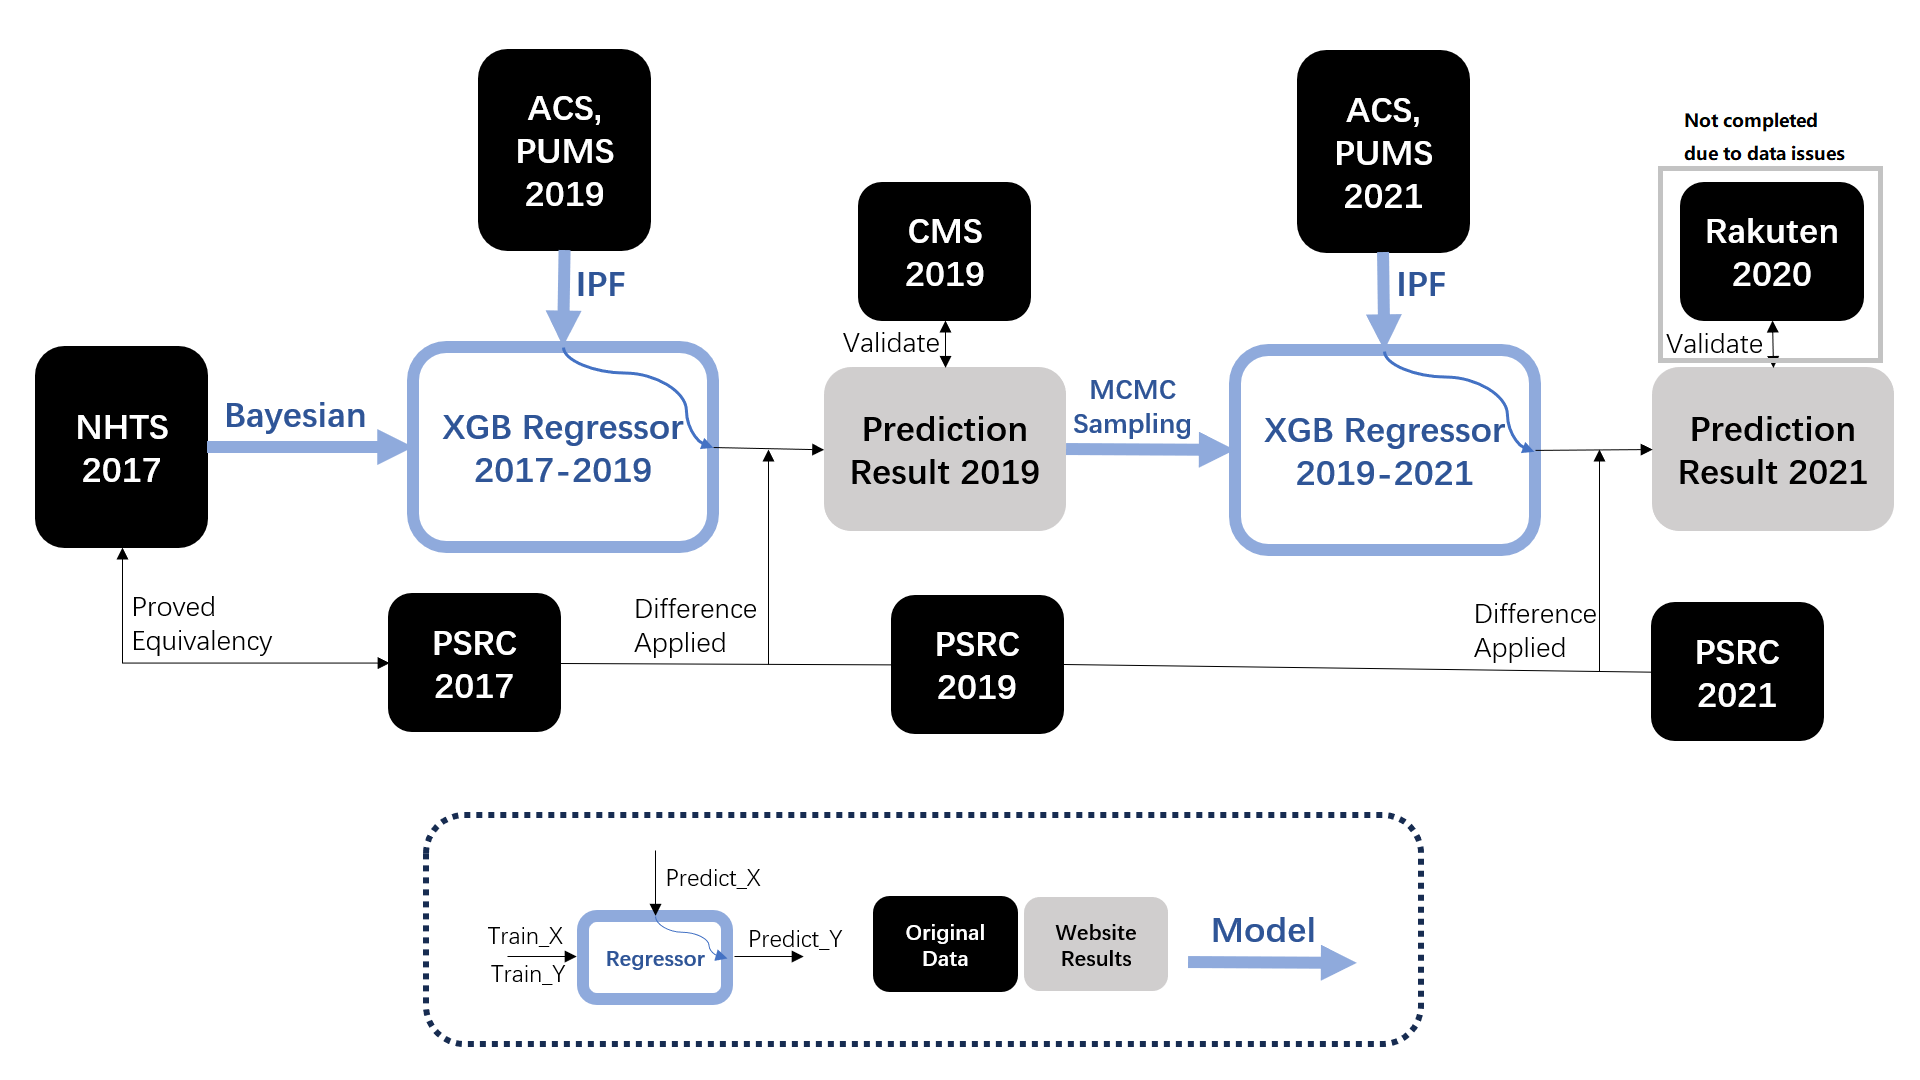 ACS,
PUMS
2019
IPF
CMS
2019
Validate
ACS,
PUMS
2021
IPF
Not completed
due to data issues
Rakuten
2020
Validate
NHTS
2017
Bayesian
XGB Regressor
2017-2019
Prediction
Result 2019
MCMC
Sampling
XGB Regressor
2019-2021
Prediction
Result 2021
Proved
Equivalency
PSRC
2017
Difference
Applied
PSRC
2019
Difference
Applied
PSRC
2021
Predict_X
Train_X
Train_Y
Regressor
Predict_Y
Original
Data
Website
Results
Model